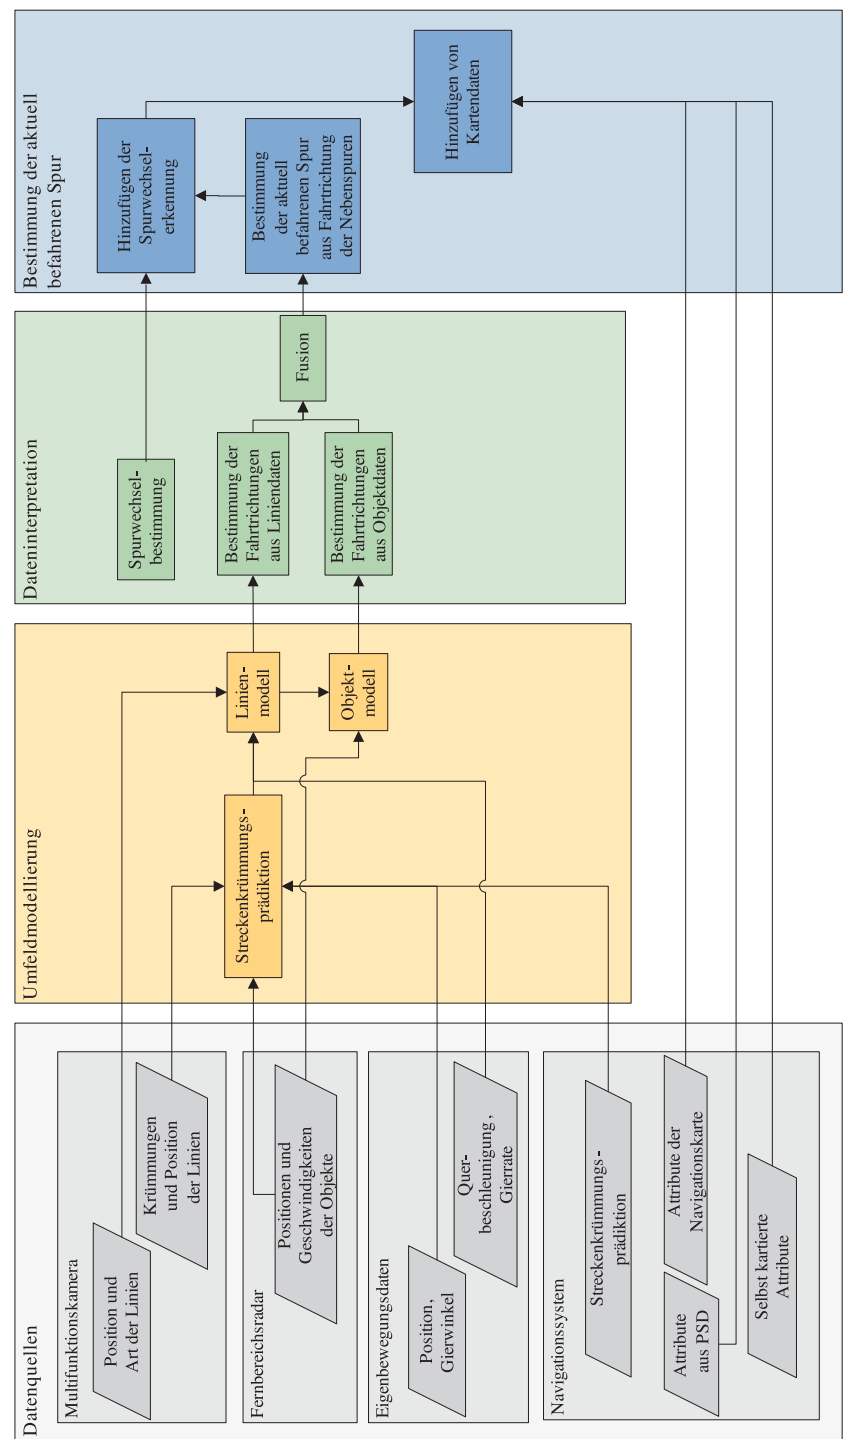 Datenquellen
Multifunktionskamera
Position und
Art der Linien
Krümmungen
und Position
der Linien
Fernbereichsradar
Positionen und
Geschwindigkeiten
der Objekte
Eigenbewegungsdaten
Position,
Gierwinkel
Quer-
beschleunigung ,
Gierrate
Navigationssystem
Streckenkrümmungs-
prädiktion
Attribute
aus PSD
Attribute der
Navigationskarte
Selbst kartierte
Attribute
Umfeldmodellierung
Streckenkrümmungs-
prädiktion
Linien-
modell
Objekt-
modell
Dateninterpretation
Spurwechsel-
bestimmung
Bestimmung der
Fahrtrichtungen
aus Liniendaten
Bestimmung der
Fahrtrichtungen
aus Objektdaten
Fusion
Bestimmung der aktuell
befahrenen Spur
Hinzufügen der
Spurwechsel-
erkennung
Bestimmung
der aktuell
befahrenen Spur
aus Fahrtrichtung
der Nebenspuren
Hinzufügen von
Kartendaten